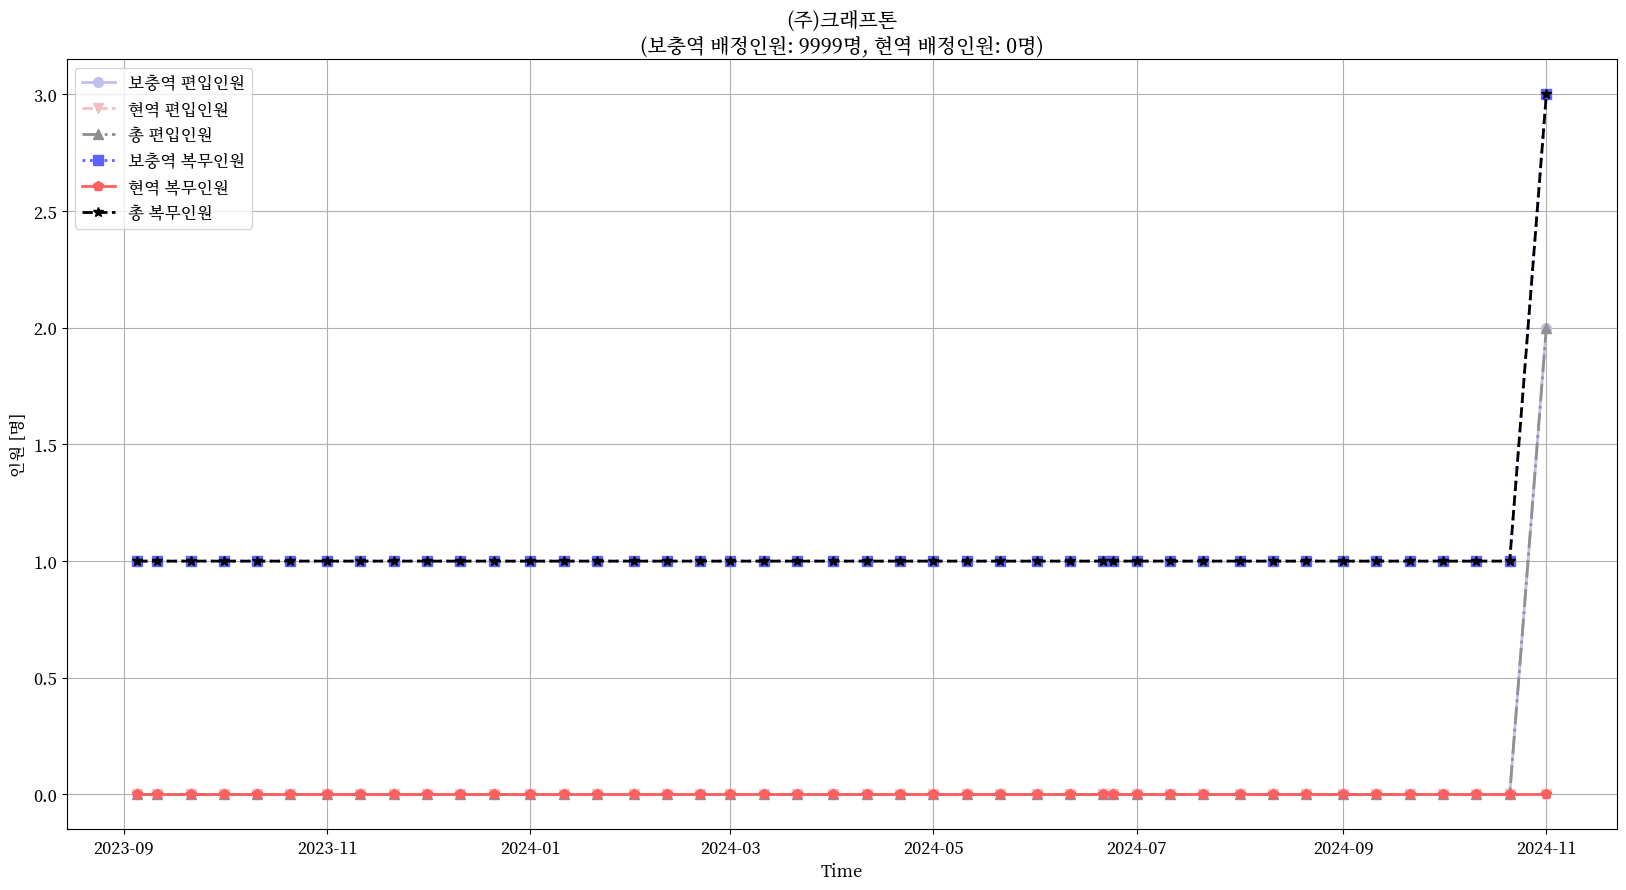 (주)크래프톤
(보충역 배정인원: 9999명, 현역 배정인원: 0명)
보충역 편입인원
현역 편입인원
총 편입인원
보충역 복무인원
현역 복무인원
총 복무인원
3.0
2.5
2.0
1.5
1.0
0.5
0.0
인원 [명]
2023-09
2023-11
2024-01
2024-03
2024-05
2024-07
2024-09
2024-11
Time